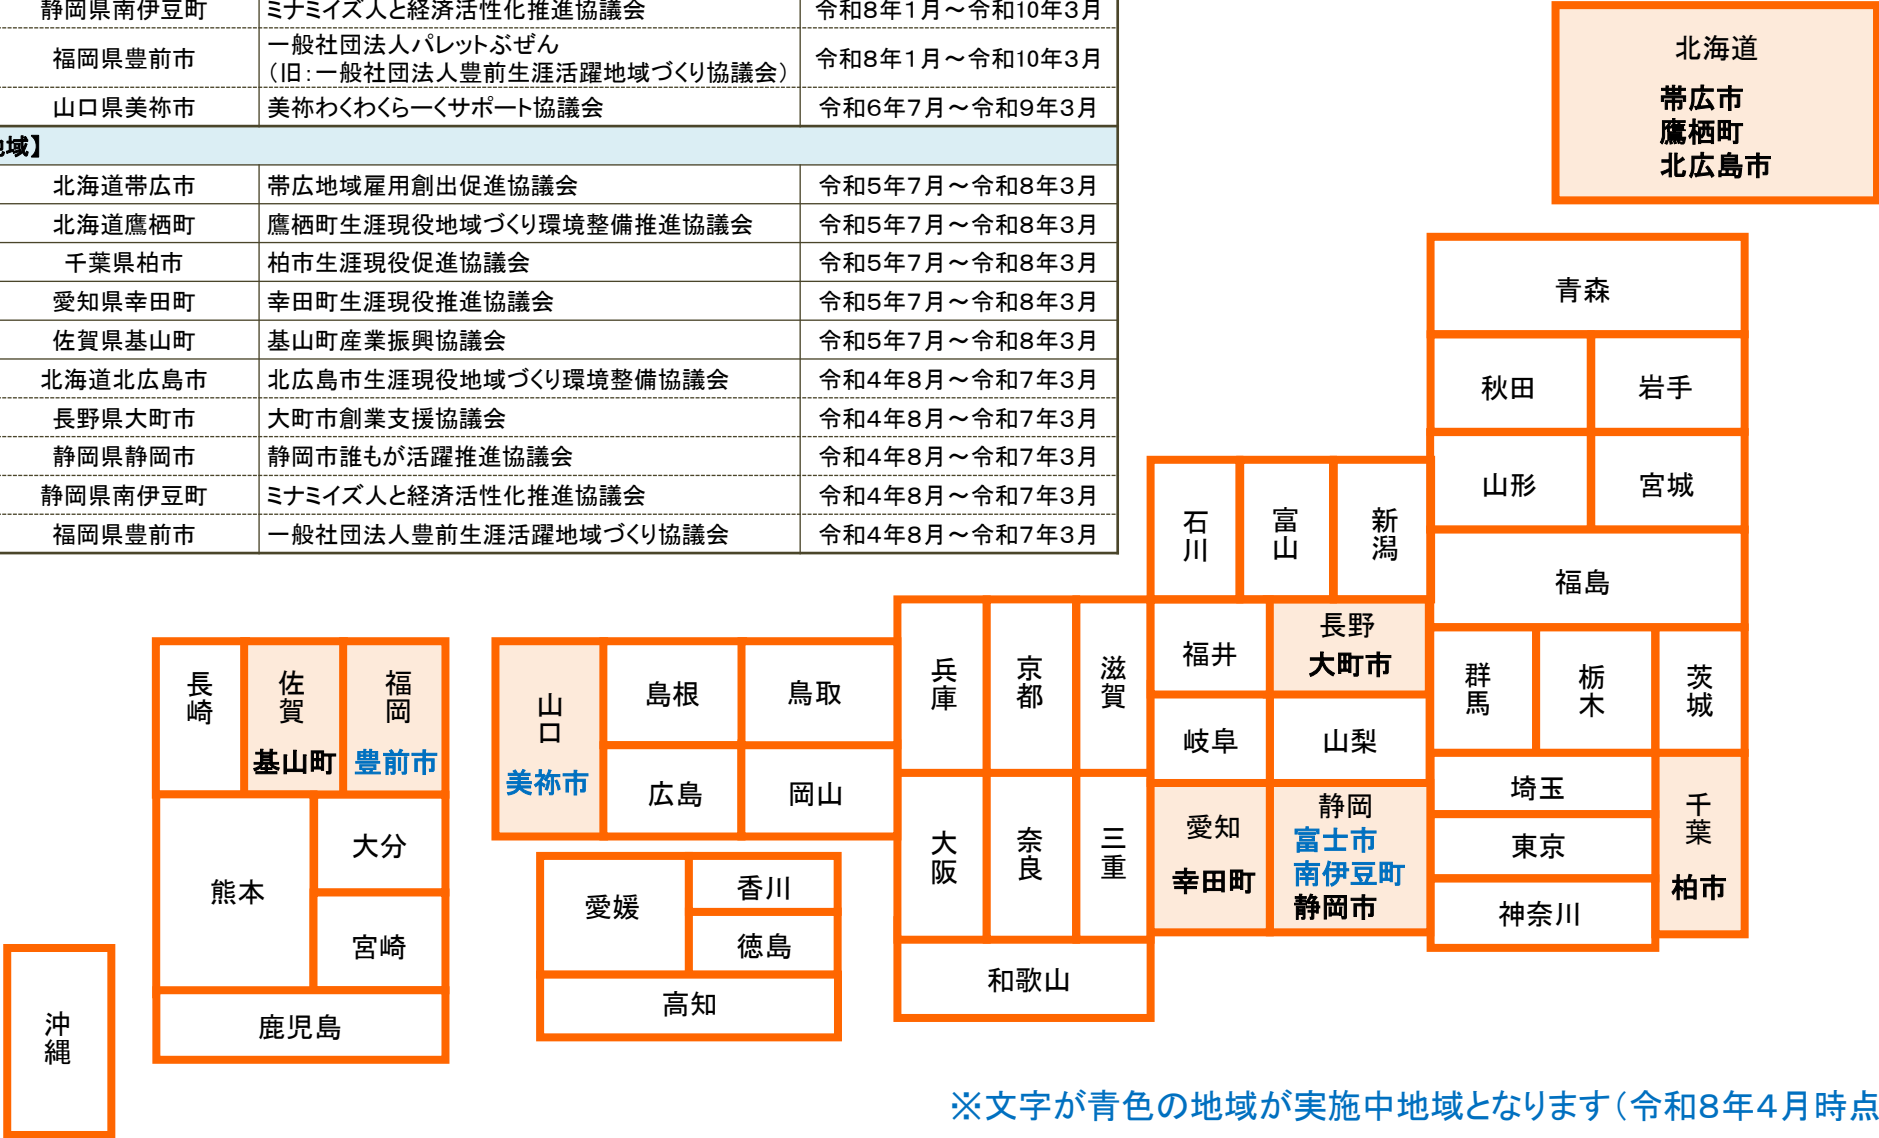 静岡県南伊豆町 ミナミイズ人と経済活性化推進協議会 令和8年1月～令和10年3月
福岡県豊前市 一般社団法人パレットぶぜん 令和8年1月～令和10年3月
（旧：一般社団法人豊前生涯活躍地域づくり協議会）
山口県美祢市 美祢わくわくらーくサポート協議会 令和6年7月～令和9年3月
域】
北海道帯広市 帯広地域雇用創出促進協議会 令和5年7月～令和8年3月
北海道鷹栖町 鷹栖町生涯現役地域づくり環境整備推進協議会 令和5年7月～令和8年3月
千葉県柏市 柏市生涯現役促進協議会 令和5年7月～令和8年3月
愛知県幸田町 幸田町生涯現役推進協議会 令和5年7月～令和8年3月
佐賀県基山町 基山町産業振興協議会 令和5年7月～令和8年3月
北海道北広島市 北広島市生涯現役地域づくり環境整備協議会 令和4年8月～令和7年3月
長野県大町市 大町市創業支援協議会 令和4年8月～令和7年3月
静岡県静岡市 静岡市誰もが活躍推進協議会 令和4年8月～令和7年3月
静岡県南伊豆町 ミナミイズ人と経済活性化推進協議会 令和4年8月～令和7年3月
福岡県豊前市 一般社団法人豊前生涯活躍地域づくり協議会 令和4年8月～令和7年3月
北海道
帯広市
鷹栖町
北広島市
青森
秋田
岩手
山形
宮城
福島
石川
富山
新潟
群馬
栃木
茨城
埼玉
東京
神奈川
千葉
柏市
福井
長野
大町市
岐阜
山梨
愛知
幸田町
静岡
富士市
南伊豆町
静岡市
兵庫
京都
滋賀
大阪
奈良
三重
和歌山
山口
美祢市
島根
鳥取
広島
岡山
愛媛
香川
徳島
高知
長崎
佐賀
基山町
福岡
豊前市
熊本
大分
宮崎
鹿児島
沖縄
※文字が青色の地域が実施中地域となります（令和8年4月時点